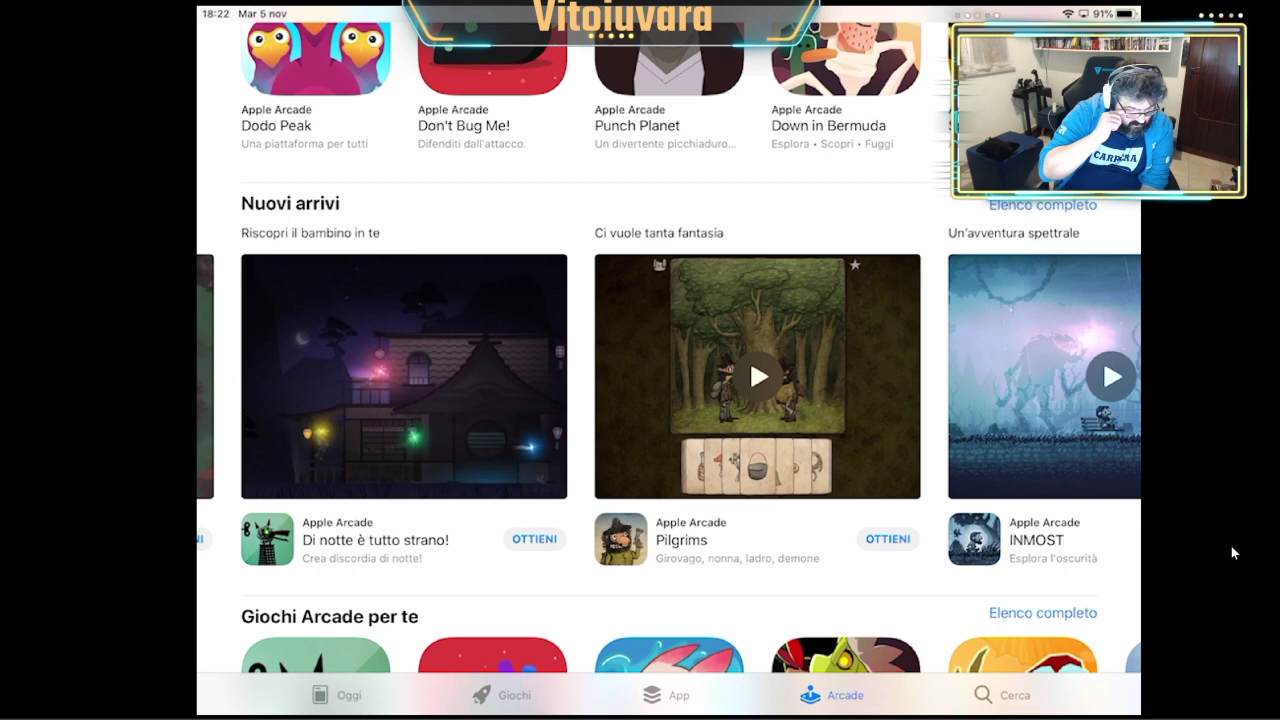 18:22 Mar 5 nov
Vitoiuvara
91%
Apple Arcade
Dodo Peak
Una piattaforma per tutti
Apple Arcade
Don't Bug Me!
Difenditi dall'attacco.
Apple Arcade
Punch Planet
Un divertente picchiaduro...
Apple Arcade
Down in Bermuda
Esplora • Scopri • Fuggi
CARRERA
Nuovi arrivi
Elenco completo
Riscopri il bambino in te
Ci vuole tanta fantasia
Un'avventura spettrale
NI
Apple Arcade
Di notte è tutto strano!
Crea discordia di notte!
OTTIENI
Apple Arcade
Pilgrims
Girovago, nonna, ladro, demone
OTTIENI
Apple Arcade
INMOST
Esplora l'oscurità
Giochi Arcade per te
Elenco completo
Oggi
Giochi
App
Arcade
Cerca